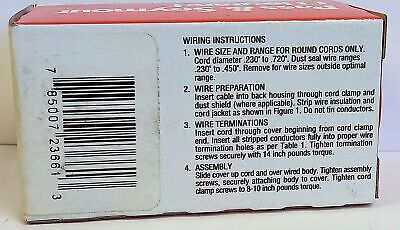 Pass & Seymour
WIRING INSTRUCTIONS
1. WIRE SIZE AND RANGE FOR ROUND CORDS ONLY.
Cord diameter .230" to .720". Dust seal wire ranges
.230" to .450". Remove for wire sizes outside optimal
range.
2. WIRE PREPARATION
Insert cable into back housing through cord clamp and
dust shield (where applicable). Strip wire insulation and
cord jacket as shown in Figure 1. Do not tin conductors.
3. WIRE TERMINATIONS
Insert cord through cover beginning from cord clamp
end. Insert all stripped conductors fully into proper wire
termination holes as per Table 1. Tighten termination
screws securely with 14 inch pounds torque.
4. ASSEMBLY
Slide cover up cord and over wired body. Tighten assembly
screws, securely attaching body to cover. Tighten cord
clamp screws to 8-10 inch pounds torque.
7 85007 23661 3